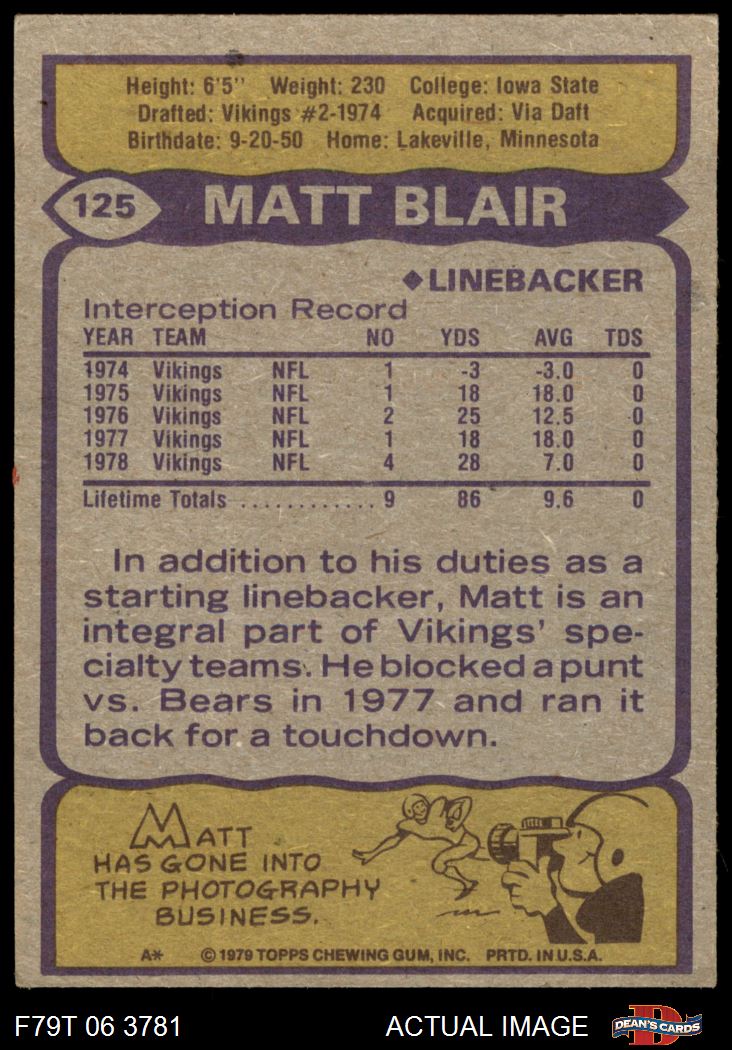 Height: 6'5" Weight: 230 College: Iowa State
Drafted: Vikings #2-1974 Acquired: Via Daft
Birthdate: 9-20-50 Home: Lakeville, Minnesota
125 MATT BLAIR
◆LINEBACKER
Interception Record
YEAR TEAM NO YDS AVG TDS
1974 Vikings NFL 1 -3 -3.0 0
1975 Vikings NFL 1 18 18.0 0
1976 Vikings NFL 2 25 12.5 0
1977 Vikings NFL 1 18 18.0 0
1978 Vikings NFL 4 28 7.0 0
Lifetime Totals ............ 9 86 9.6 0
In addition to his duties as a
starting linebacker, Matt is an
integral part of Vikings' spe-
cialty teams. He blocked a punt
vs. Bears in 1977 and ran it
back for a touchdown.
MATT
HAS GONE INTO
THE PHOTOGRAPHY
BUSINESS.
A* © 1979 TOPPS CHEWING GUM, INC. PRTD. IN U.S.A.
F79T 06 3781 ACTUAL IMAGE D DEAN'S CARDS